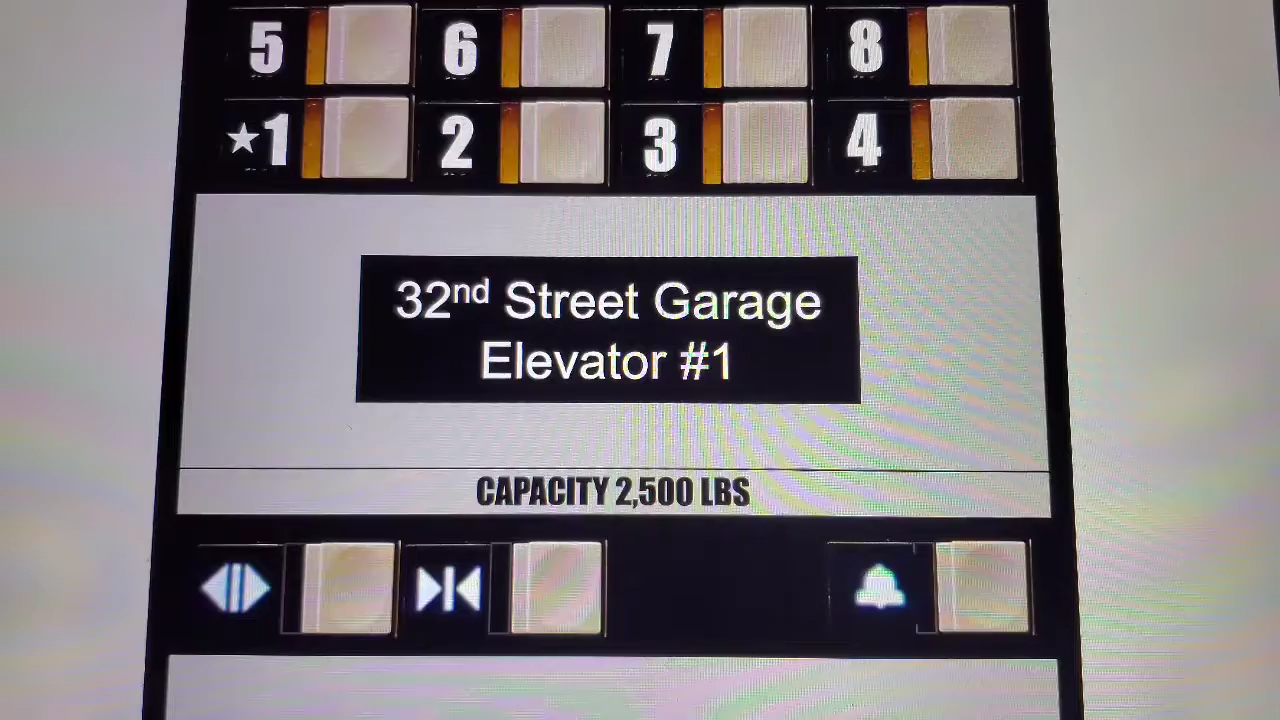 5 6 7 8
★1 2 3 4
32nd Street Garage
Elevator #1
CAPACITY 2,500 LBS